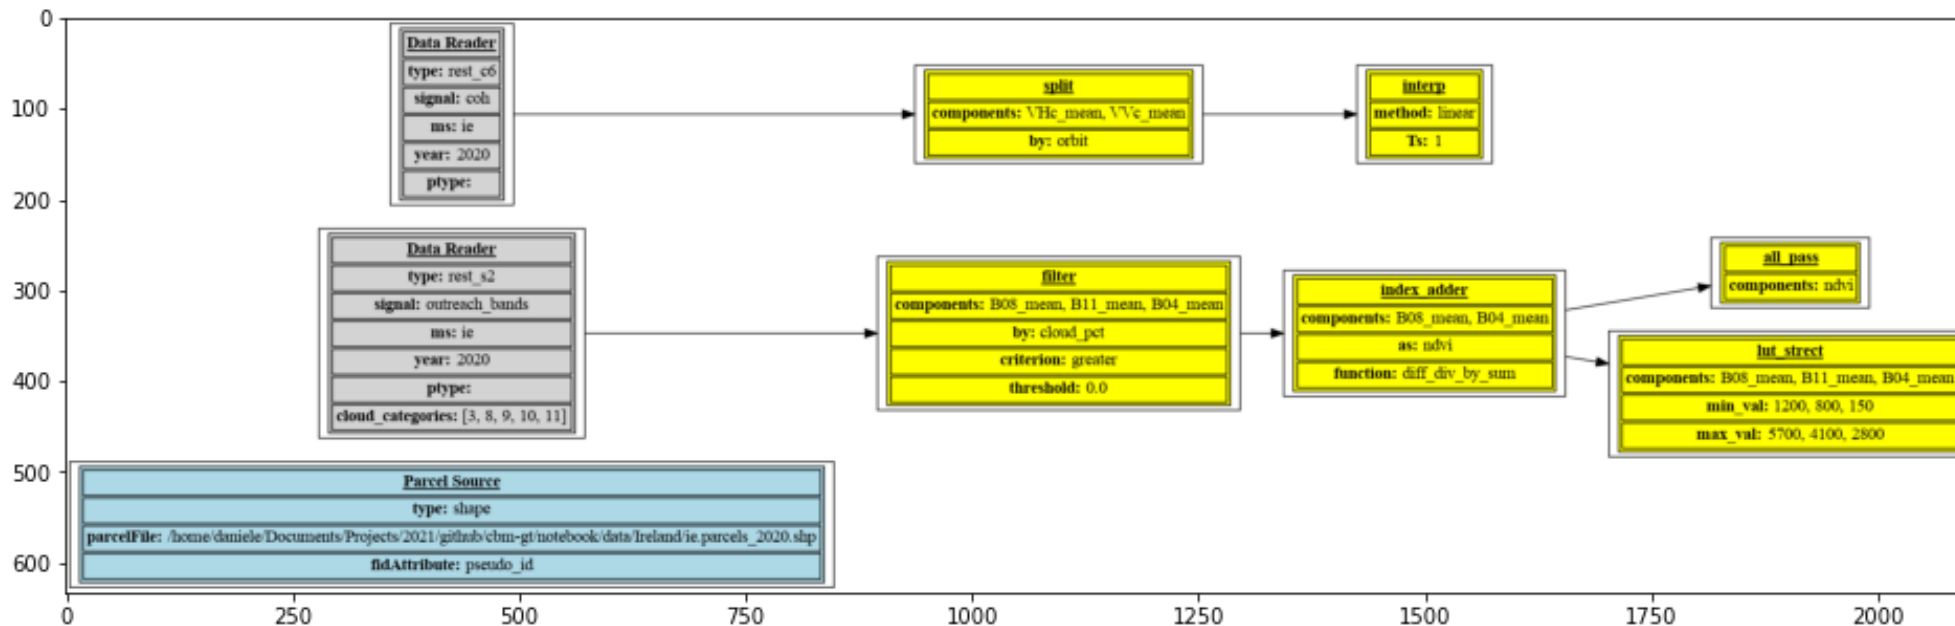 0
100
200
300
400
500
600
Data Reader
type: rest_c6
signal: coh
ms: ie
year: 2020
ptype:
split
components: VHc_mean, VVc_mean
by: orbit
interp
method: linear
Ts: 1
Data Reader
type: rest_s2
signal: outreach_bands
ms: ie
year: 2020
ptype:
cloud_categories: [3, 8, 9, 10, 11]
filter
components: B08_mean, B11_mean, B04_mean
by: cloud_pct
criterion: greater
threshold: 0.0
index_adder
components: B08_mean, B04_mean
as: ndvi
function: diff_div_by_sum
all_pass
components: ndvi
lut_strect
components: B08_mean, B11_mean, B04_mean
min_val: 1200, 800, 150
max_val: 5700, 4100, 2800
Parcel Source
type: shape
parcelFile: /home/daniele/Documents/Projects/2021/github/cbm-gt/notebook/data/Ireland/ie.parcels_2020.shp
fidAttribute: pseudo_id
0 250 500 750 1000 1250 1500 1750 2000